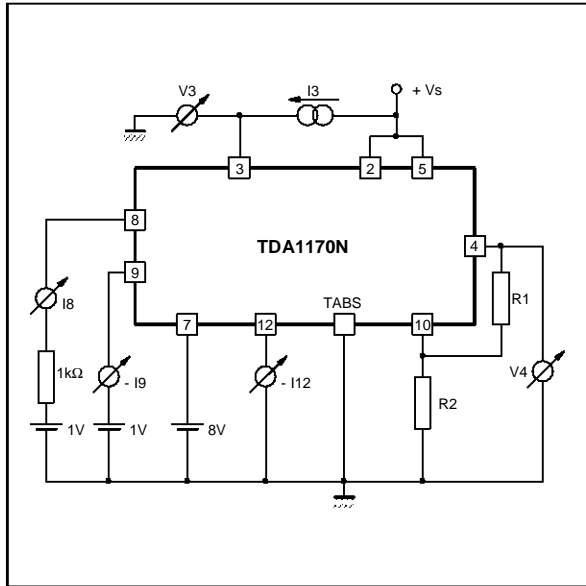 V3
I3
+ Vs
3
2
5
8
TDA1170N
4
9
I8
TABS
R1
7
12
10
1kΩ
- I9
- I12
V4
R2
1V
1V
8V